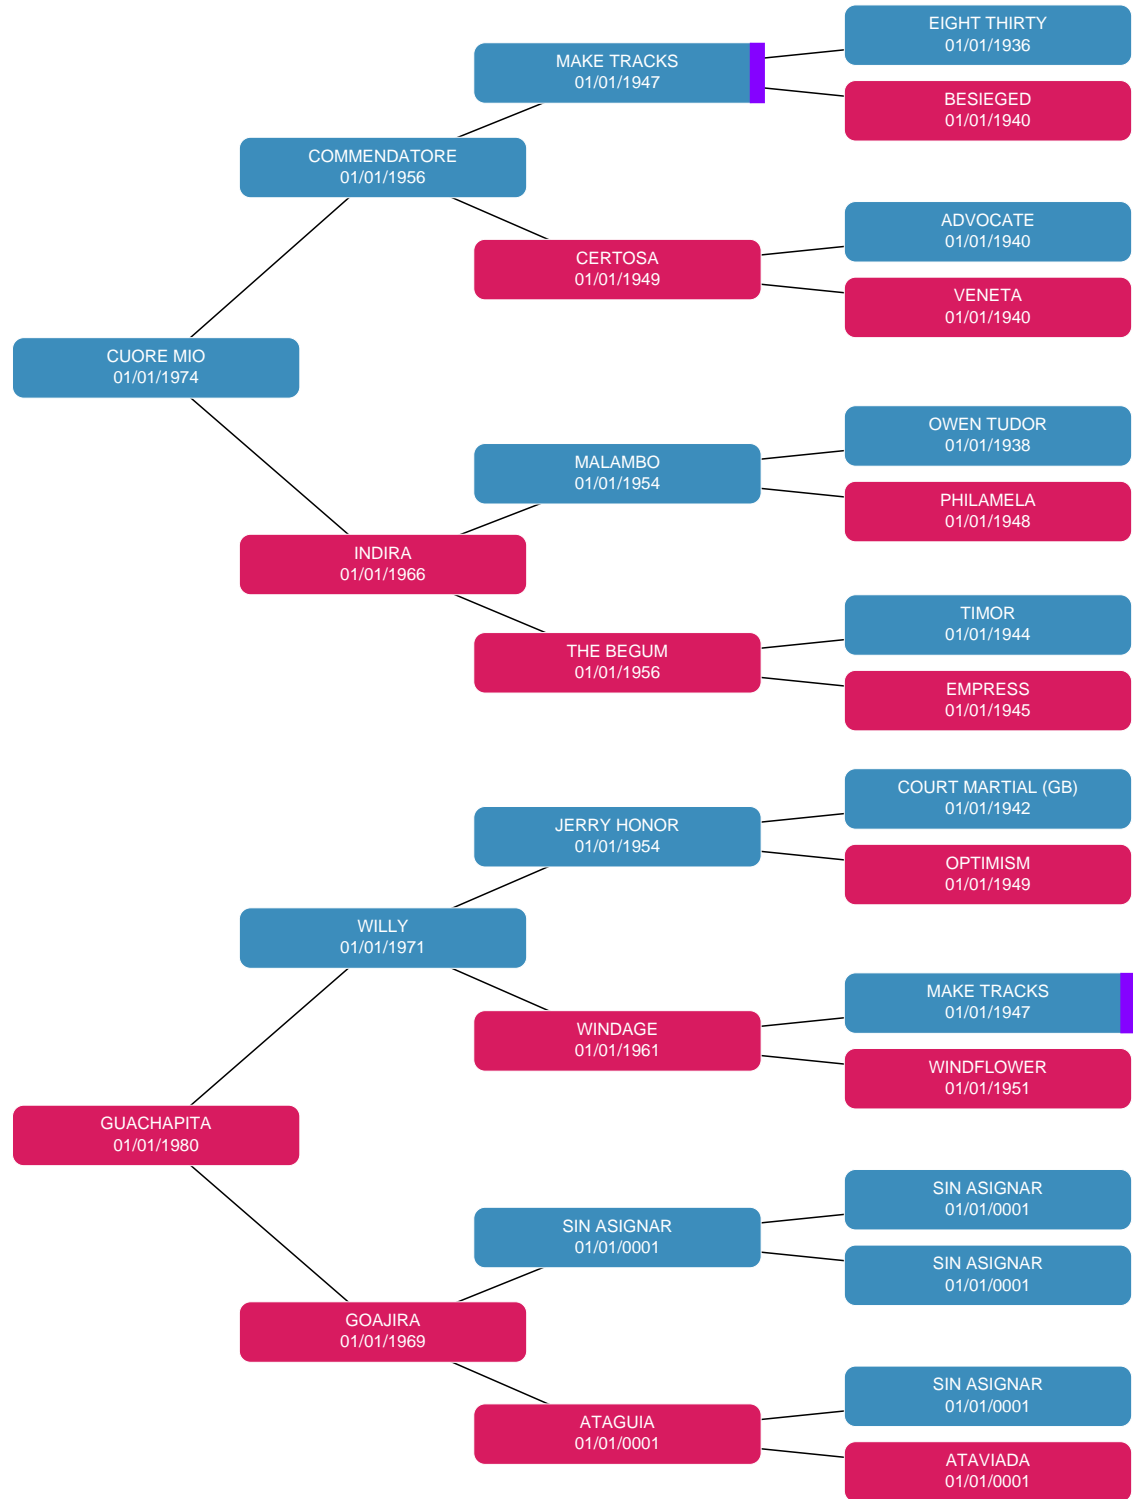 EIGHT THIRTY
01/01/1936
MAKE TRACKS
01/01/1947
BESIEGED
01/01/1940
COMMENDATORE
01/01/1956
ADVOCATE
01/01/1940
CERTOSA
01/01/1949
VENETA
01/01/1940
CUORE MIO
01/01/1974
OWEN TUDOR
01/01/1938
MALAMBO
01/01/1954
PHILAMELA
01/01/1948
INDIRA
01/01/1966
TIMOR
01/01/1944
THE BEGUM
01/01/1956
EMPRESS
01/01/1945
COURT MARTIAL (GB)
01/01/1942
JERRY HONOR
01/01/1954
OPTIMISM
01/01/1949
WILLY
01/01/1971
MAKE TRACKS
01/01/1947
WINDAGE
01/01/1961
WINDFLOWER
01/01/1951
GUACHAPITA
01/01/1980
SIN ASIGNAR
01/01/0001
SIN ASIGNAR
01/01/0001
SIN ASIGNAR
01/01/0001
GOAJIRA
01/01/1969
SIN ASIGNAR
01/01/0001
ATAGUIA
01/01/0001
ATAVIADA
01/01/0001